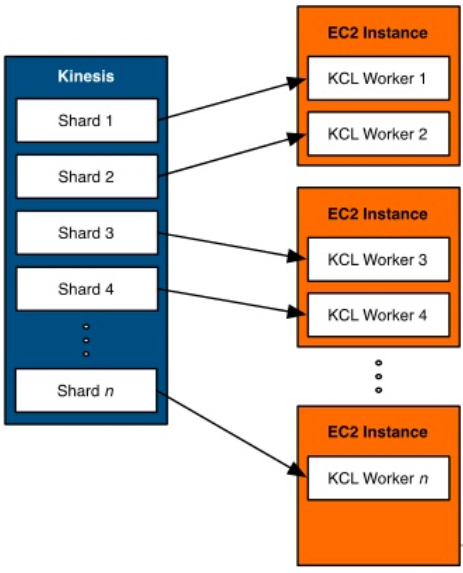 Kinesis
Shard 1
Shard 2
Shard 3
Shard 4
Shard n
EC2 Instance
KCL Worker 1
KCL Worker 2
EC2 Instance
KCL Worker 3
KCL Worker 4
EC2 Instance
KCL Worker n